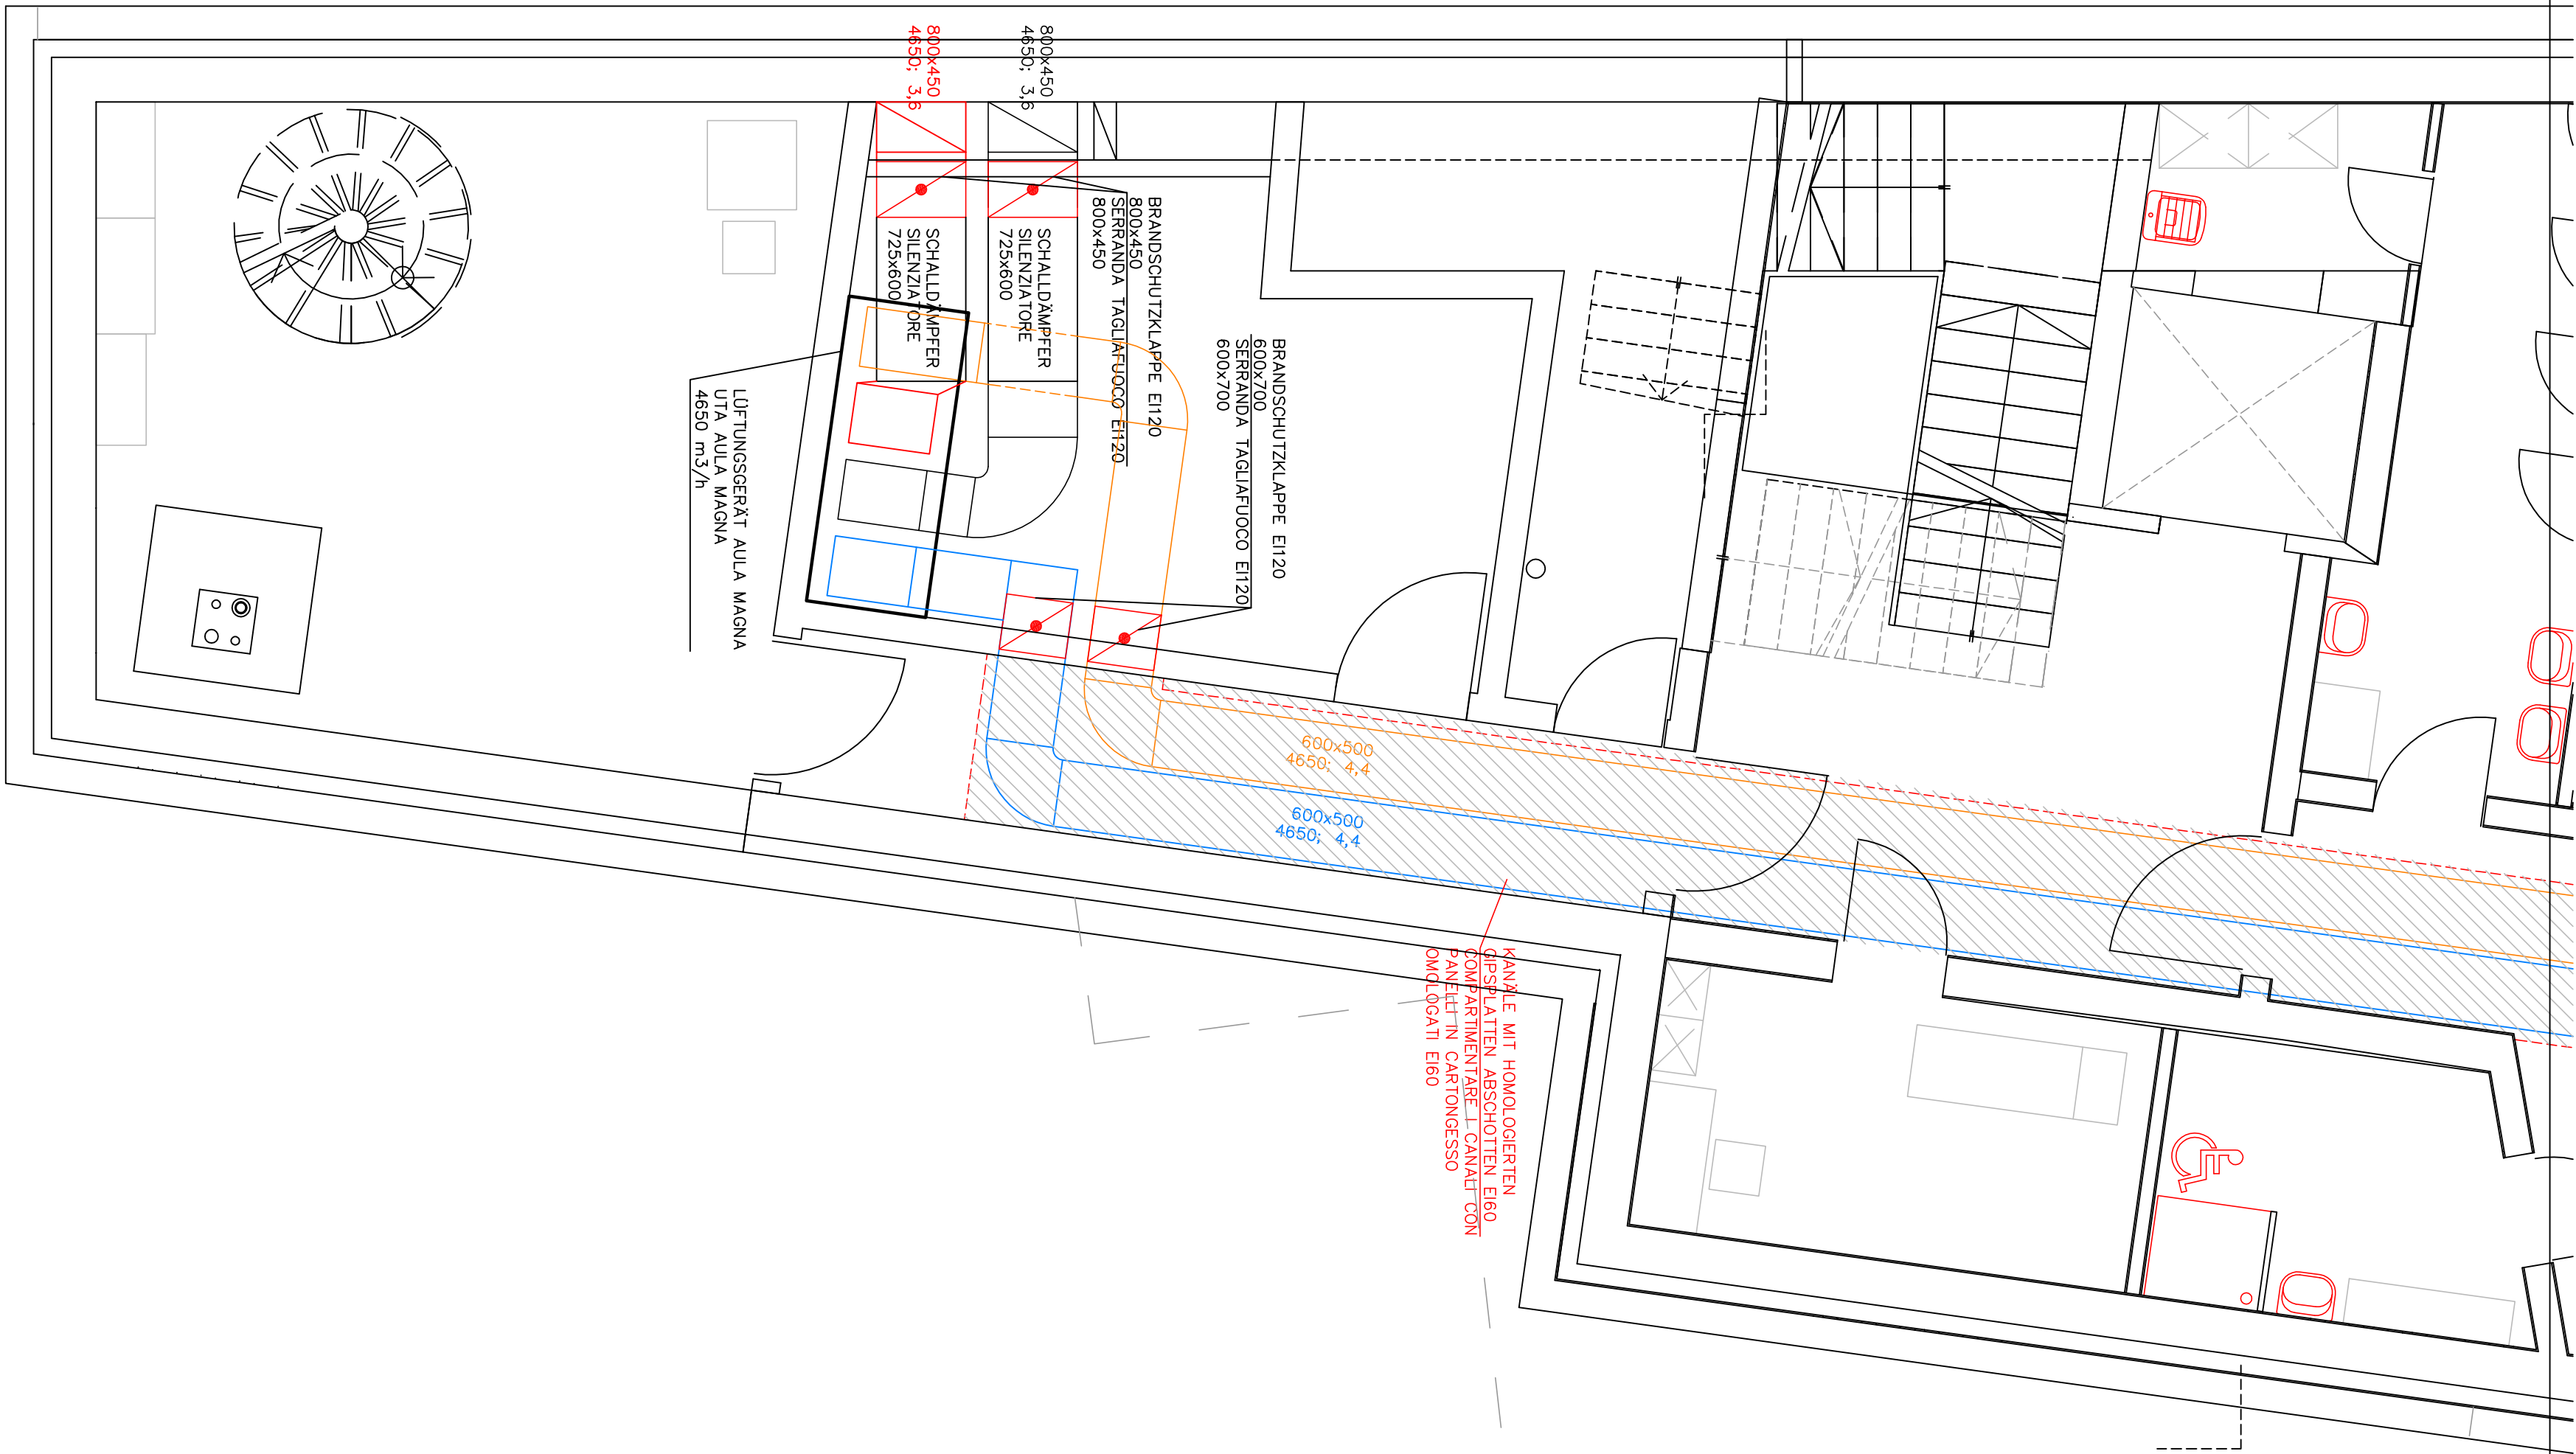 800x450
4650; 3,6
800x450
4650; 3,6
BRANDSCHUTZKLAPPE EI120
800x450
SERRANDA TAGLIAFUOCO EI120
800x450
SCHALLDÄMPFER
SILENZIATORE
725x600
SCHALLDÄMPFER
SILENZIATORE
725x600
BRANDSCHUTZKLAPPE EI120
600x700
SERRANDA TAGLIAFUOCO EI120
600x700
LÜFTUNGSGERÄT AULA MAGNA
UTA AULA MAGNA
4650 m3/h
600x500
4650; 4,4
600x500
4650; 4,4
KANÄLE MIT HOMOLOGIERTEN
GIPSPLATTEN ABSCHOTTEN EI60
COMPARTIMENTARE I CANALI CON
PANELLI IN CARTONGESSO
OMOLOGATI EI60